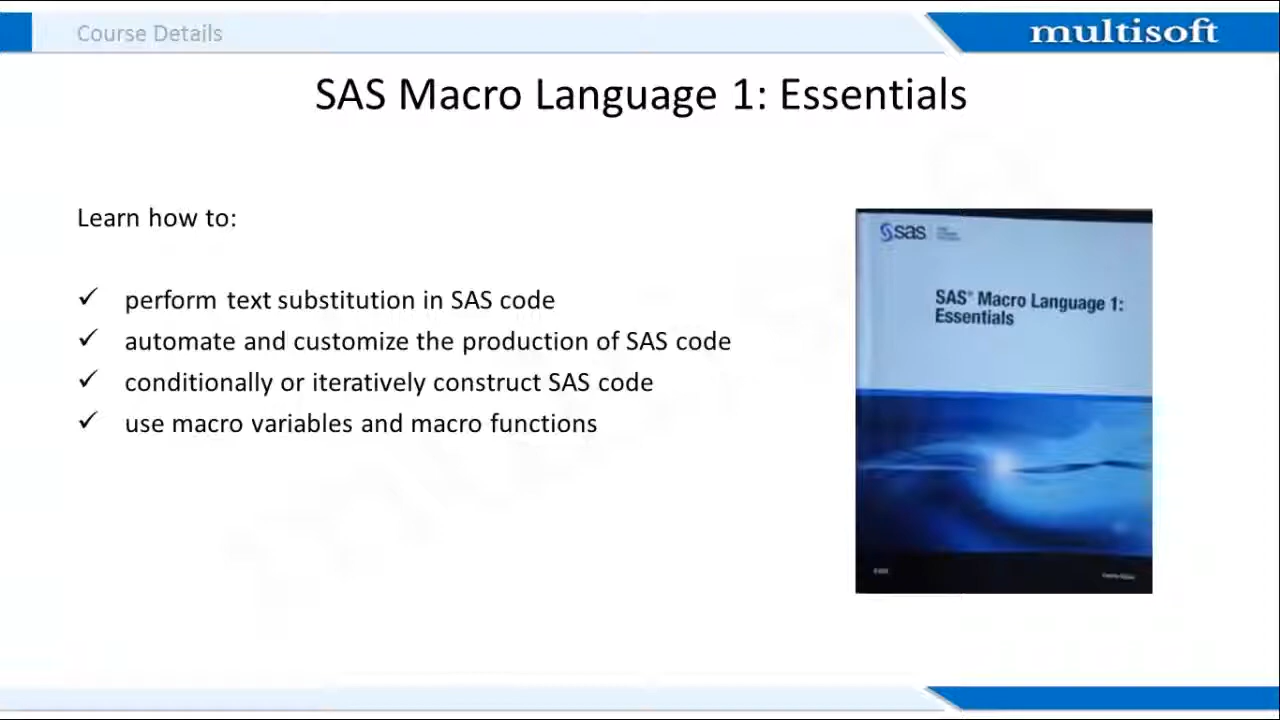 Course Details
multisoft
SAS Macro Language 1: Essentials
Learn how to:
✓ perform text substitution in SAS code
✓ automate and customize the production of SAS code
✓ conditionally or iteratively construct SAS code
✓ use macro variables and macro functions
sas
SAS® Macro Language 1:
Essentials